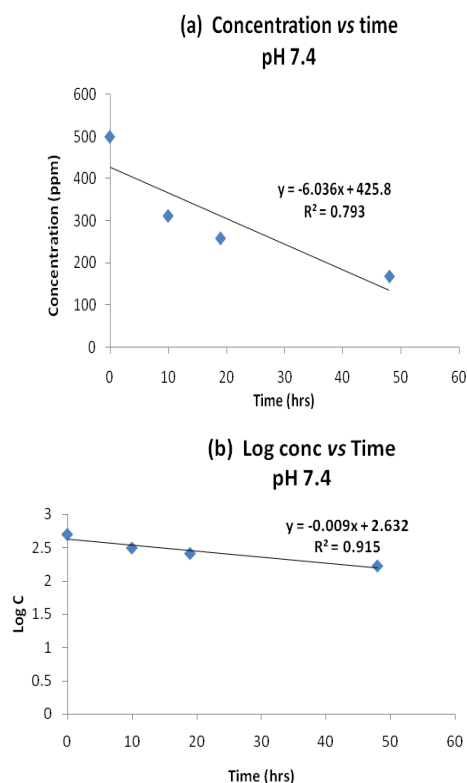 (a) Concentration vs time
pH 7.4
600
500
400
300
200
100
0
Concentration (ppm)
y = -6.036x + 425.8
R² = 0.793
0 10 20 30 40 50 60
Time (hrs)
(b) Log conc vs Time
pH 7.4
3
2.5
2
1.5
1
0.5
0
Log C
y = -0.009x + 2.632
R² = 0.915
0 10 20 30 40 50 60
Time (hrs)